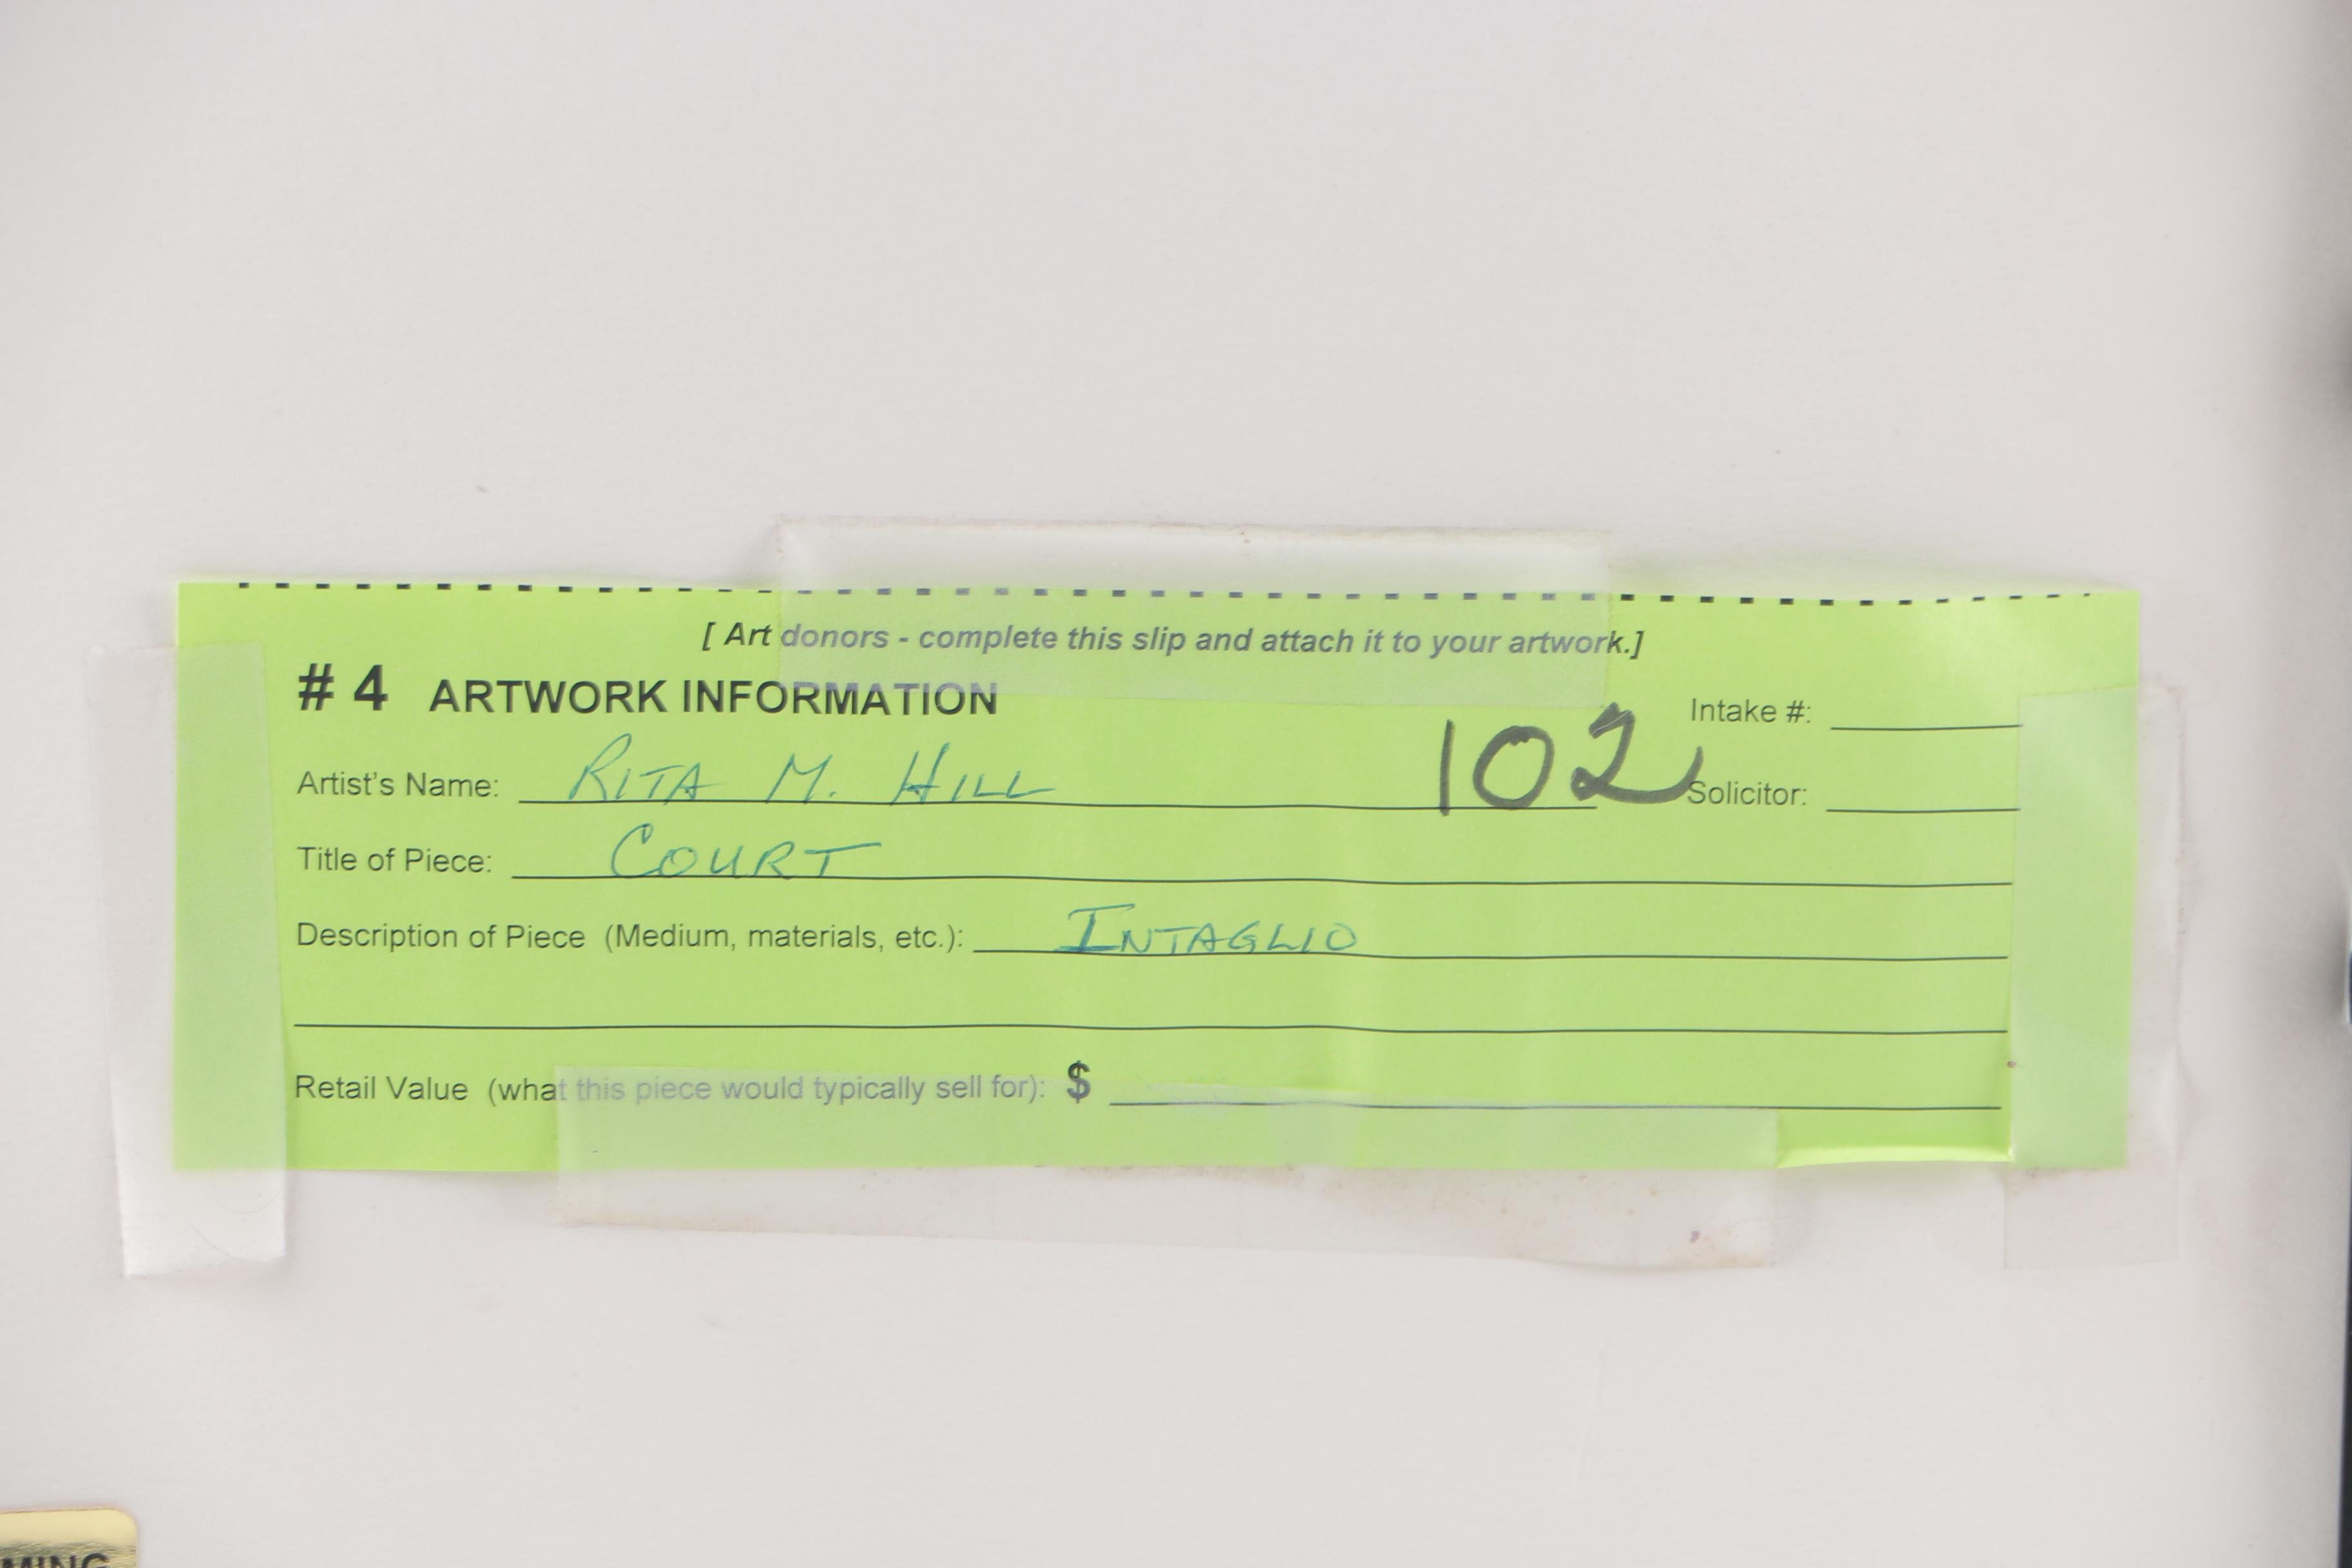 [ Art donors - complete this slip and attach it to your artwork.]
# 4 ARTWORK INFORMATION
Intake #:
Artist's Name: RITA M. HILL
102
Solicitor:
Title of Piece: COURT
Description of Piece (Medium, materials, etc.): INTAGLIO
Retail Value (what this piece would typically sell for): $
MING